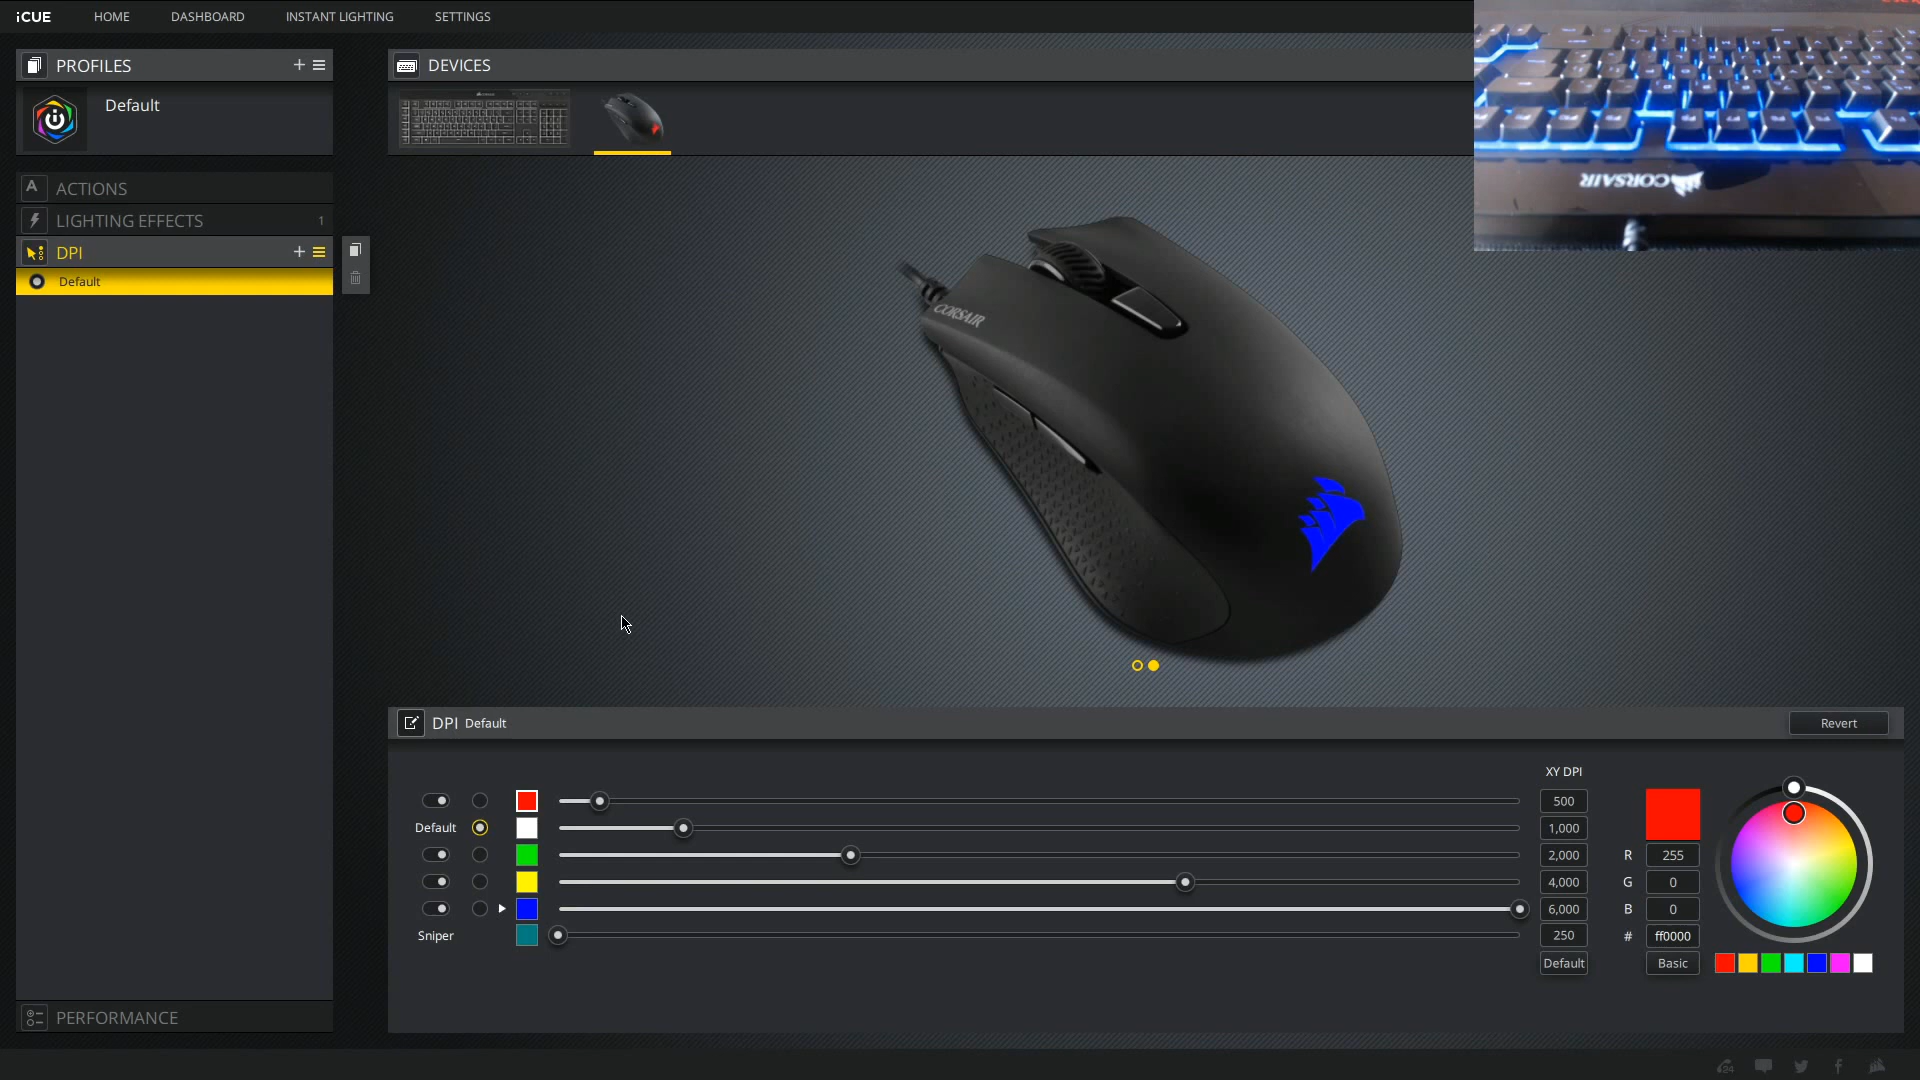 iCUE HOME DASHBOARD INSTANT LIGHTING SETTINGS
PROFILES
Default
ACTIONS
LIGHTING EFFECTS 1
DPI
Default
PERFORMANCE
DEVICES
CORSAIR
CORSAIR
DPI Default
Revert
XY DPI
500
Default 1,000
2,000
4,000
6,000
Sniper 250
Default
R 255
G 0
B 0
# ff0000
Basic
24